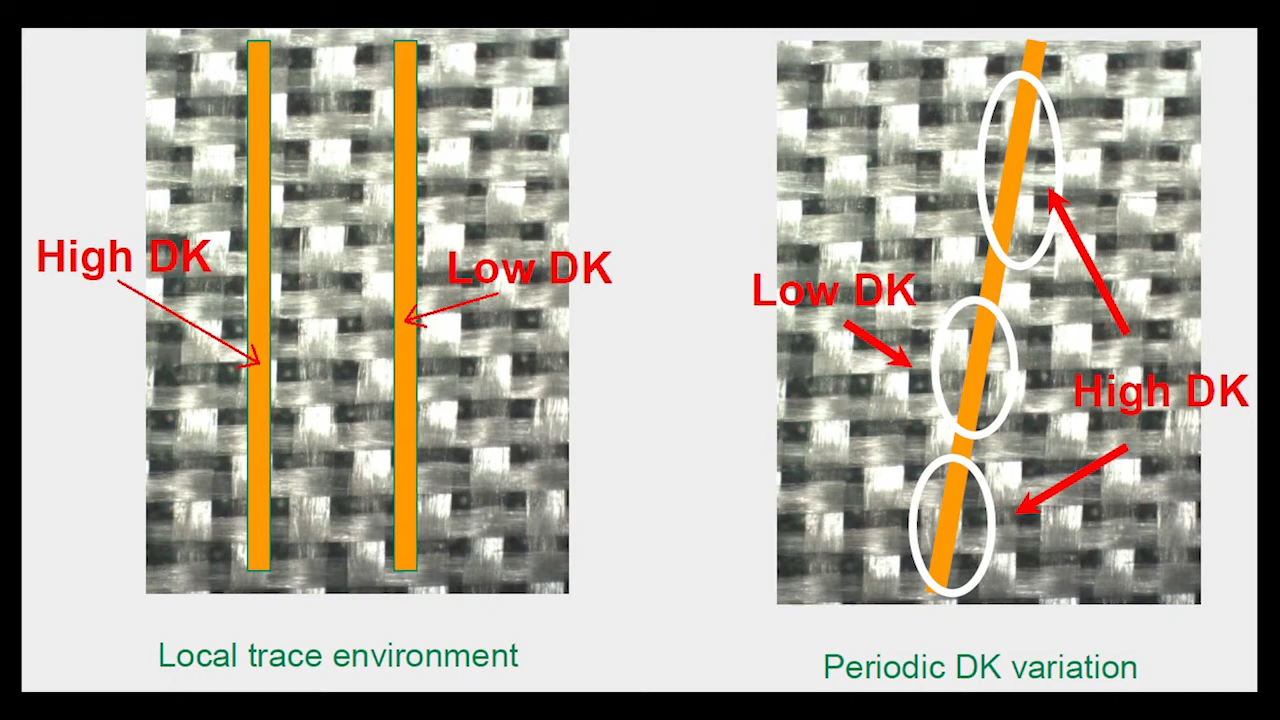 High DK
Low DK
Local trace environment
Low DK
High DK
Periodic DK variation